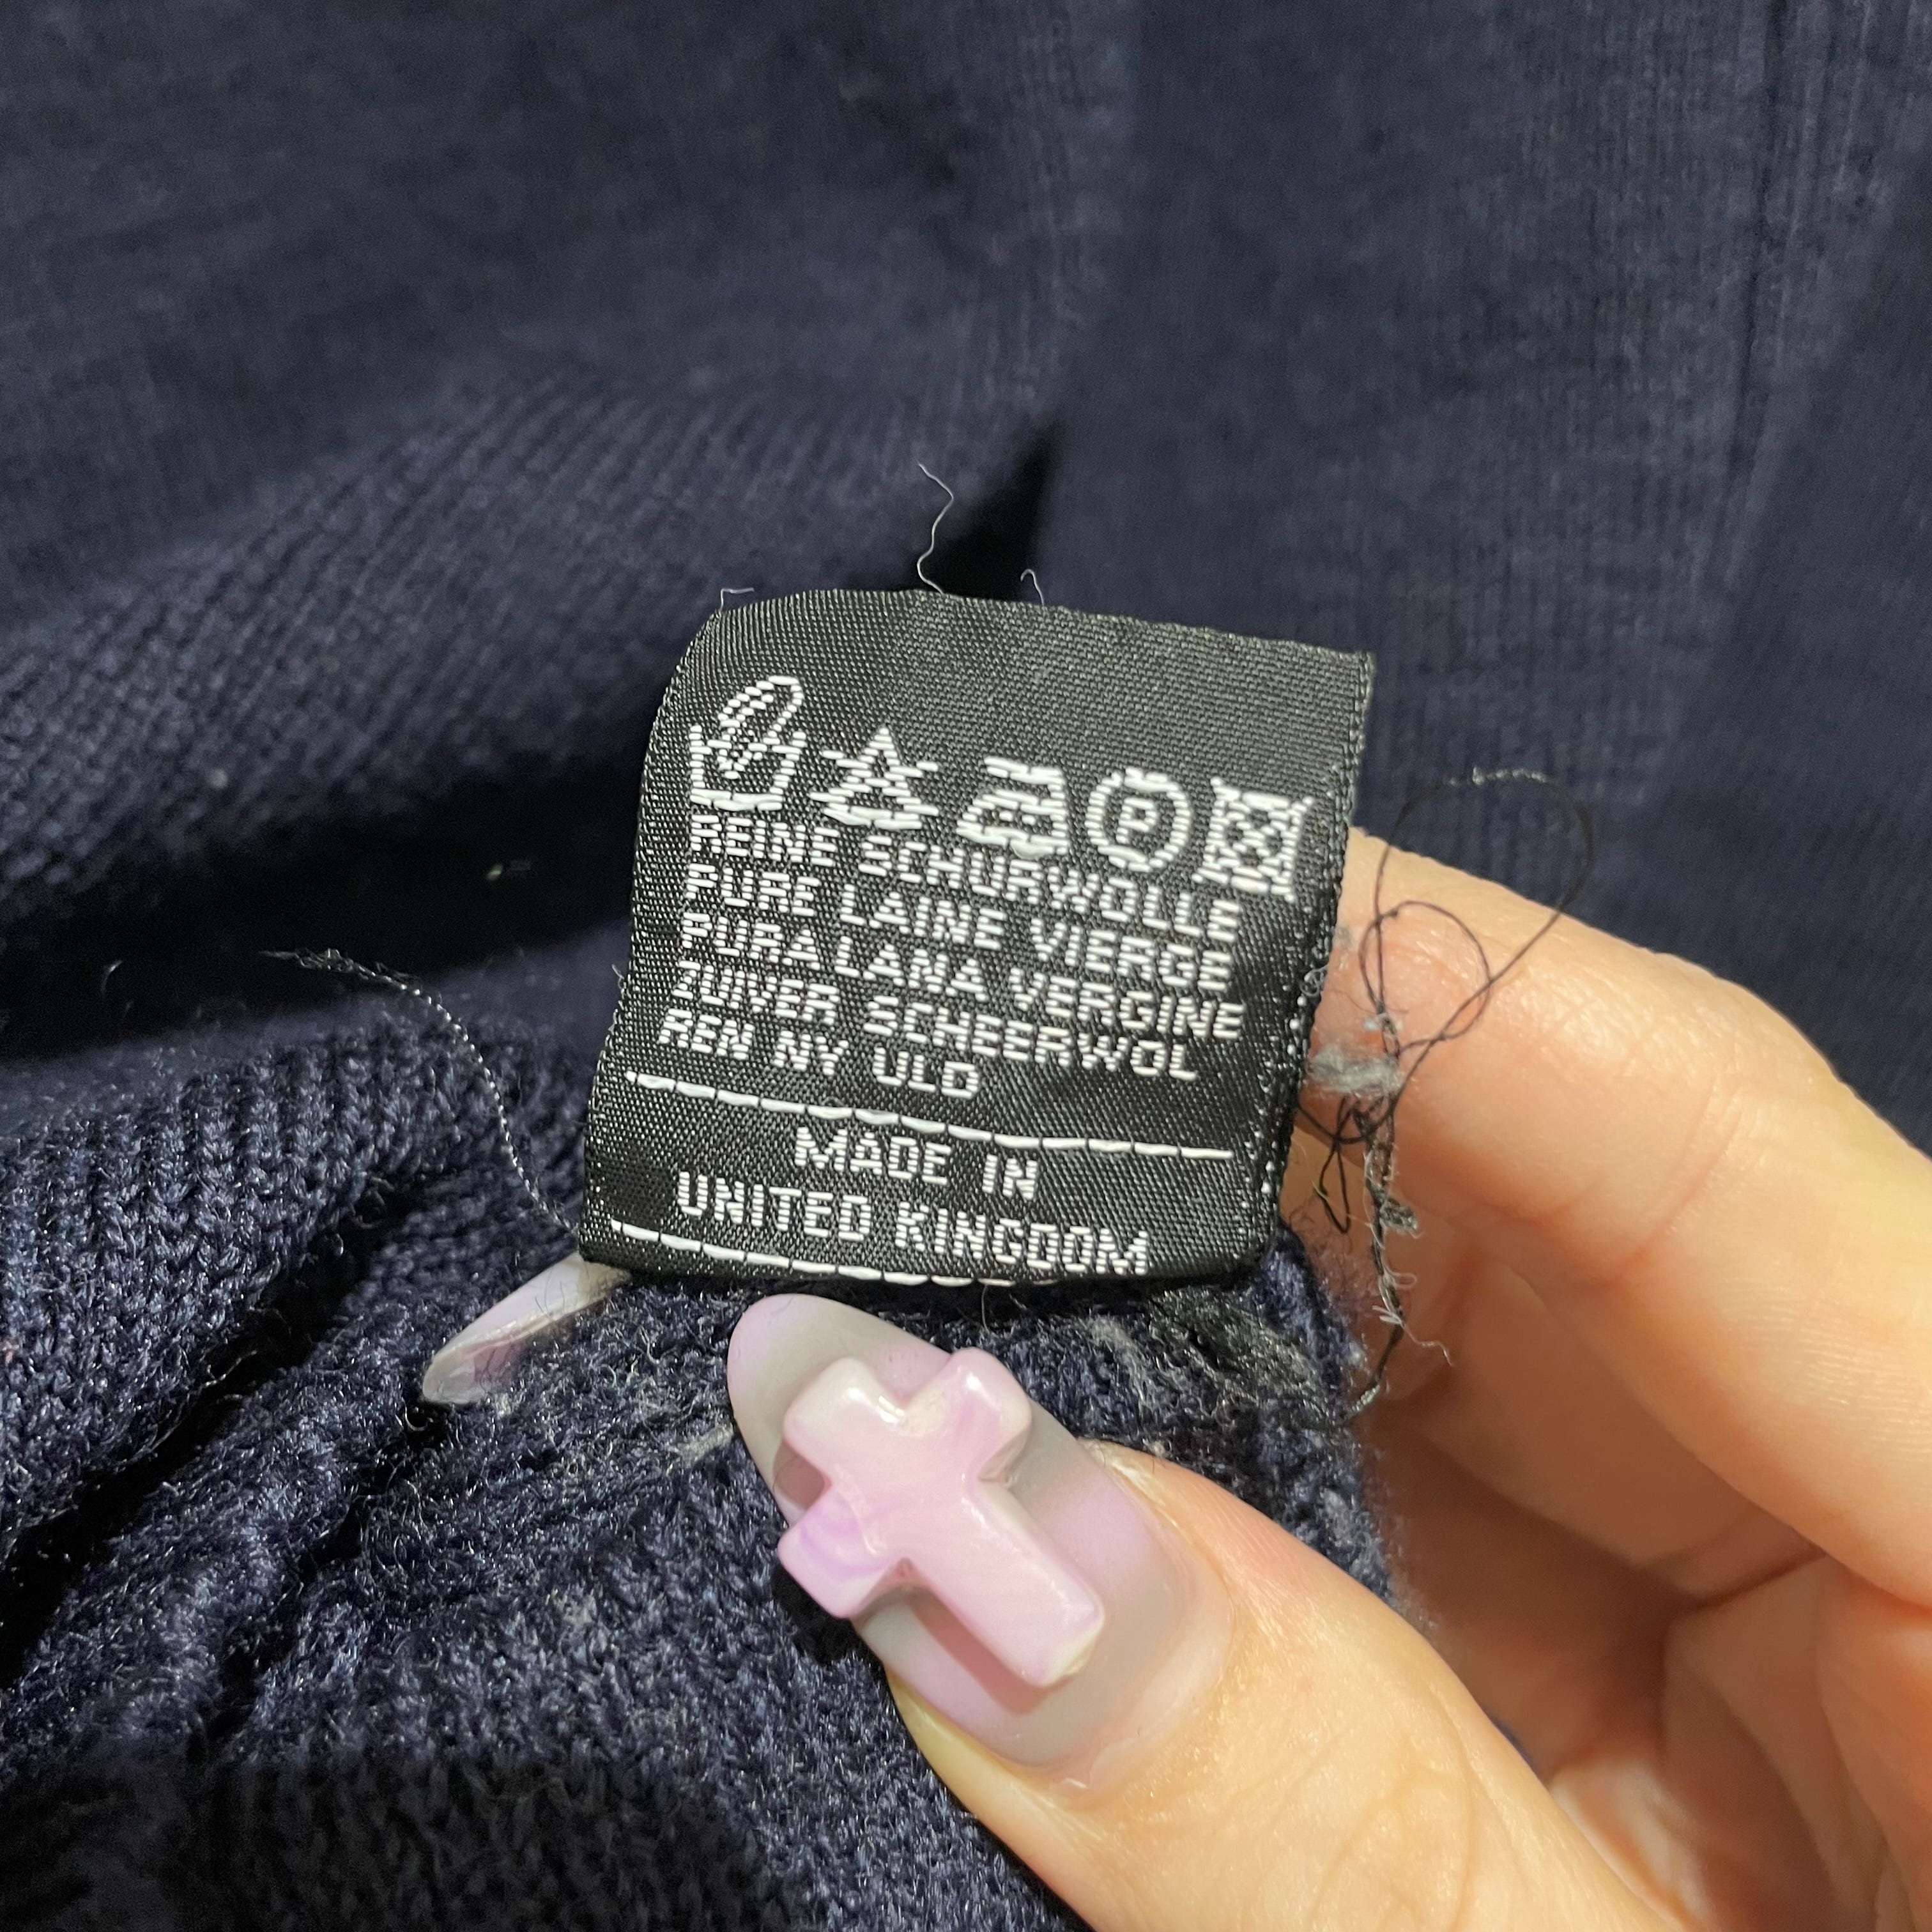 P
REINE SCHURWOLLE
PURE LAINE VIERGE
PURA LANA VERGINE
ZUIVER SCHEERWOL
REN NY ULD
MADE IN
UNITED KINGDOM